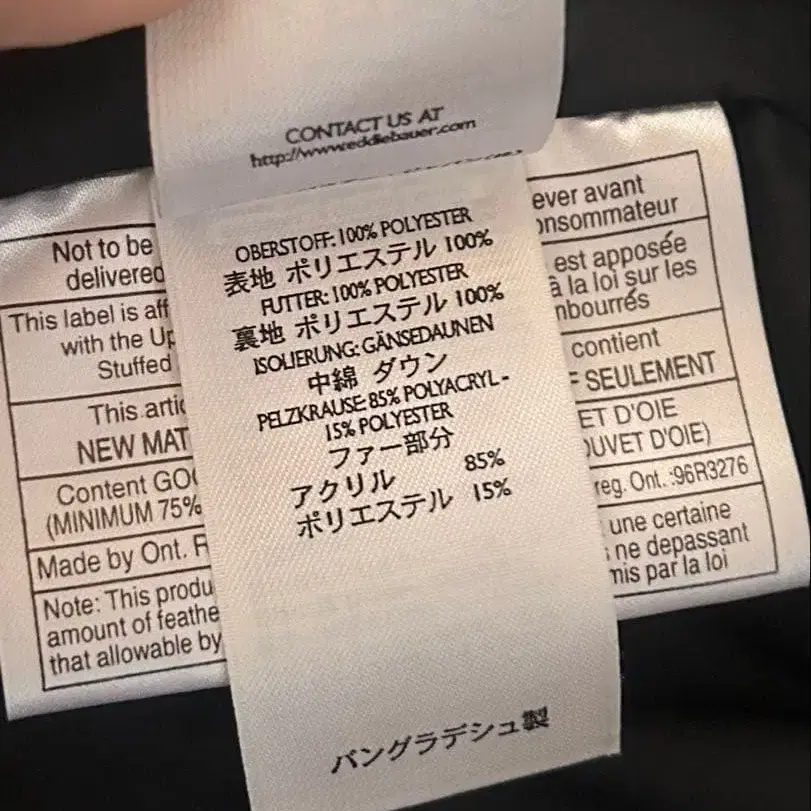 CONTACT US AT
http://www.eddiebauer.com
OBERSTOFF: 100% POLYESTER
表地 ポリエステル 100%
FUTTER: 100% POLYESTER
裏地 ポリエステル 100%
ISOLIERUNG: GÄNSEDAUNEN
中綿 ダウン
PELZKRAUSE: 85% POLYACRYL -
15% POLYESTER
ファー部分
アクリル 85%
ポリエステル 15%
バングラデシュ製
Not to be
delivered
This label is aff
with the Up
Stuffed
This artic
NEW MAT
Content GO
(MINIMUM 75%
Made by Ont. R
Note: This produ
amount of feathe
that allowable by
ever avant
onsommateur
est apposée
à la loi sur les
mbourrés
contient
SEULEMENT
ET D'OIE
DUVET D'OIE)
reg. Ont. :96R3276
une certaine
ne depassant
mis par la loi